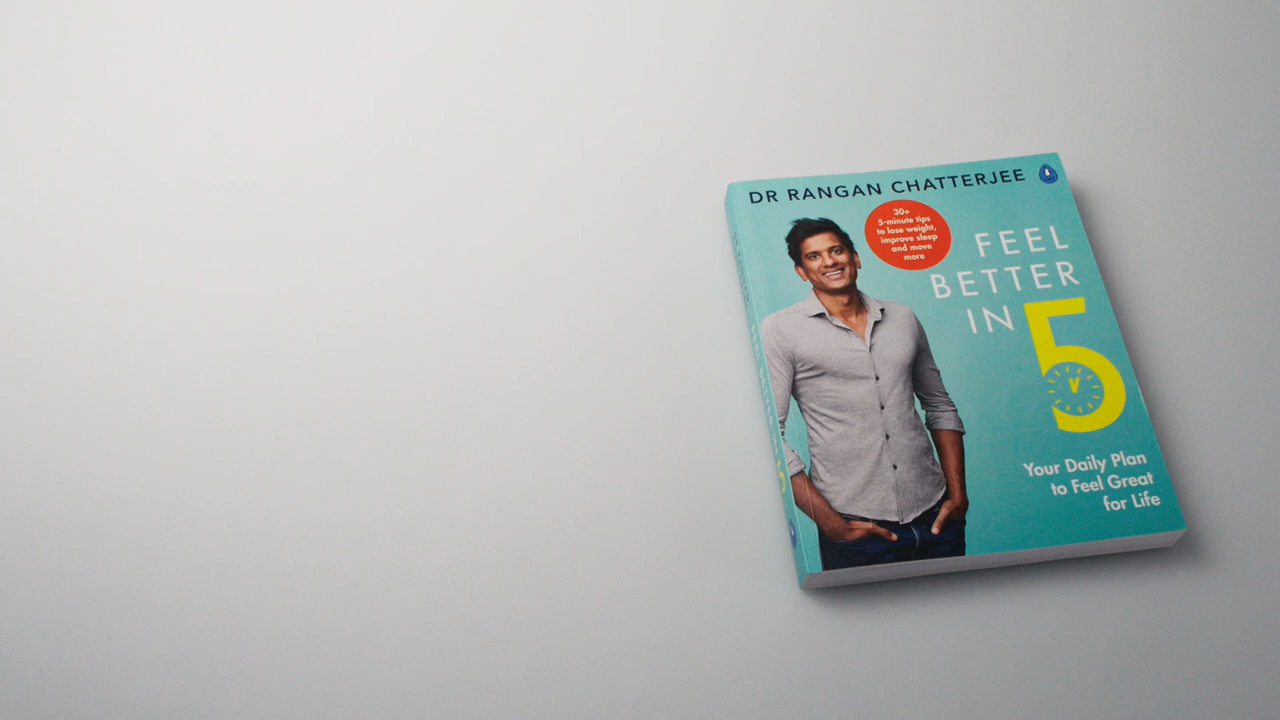 DR RANGAN CHATTERJEE
30+
5-minute tips
to lose weight,
improve sleep
and move
more
FEEL
BETTER
IN 5
Your Daily Plan
to Feel Great
for Life